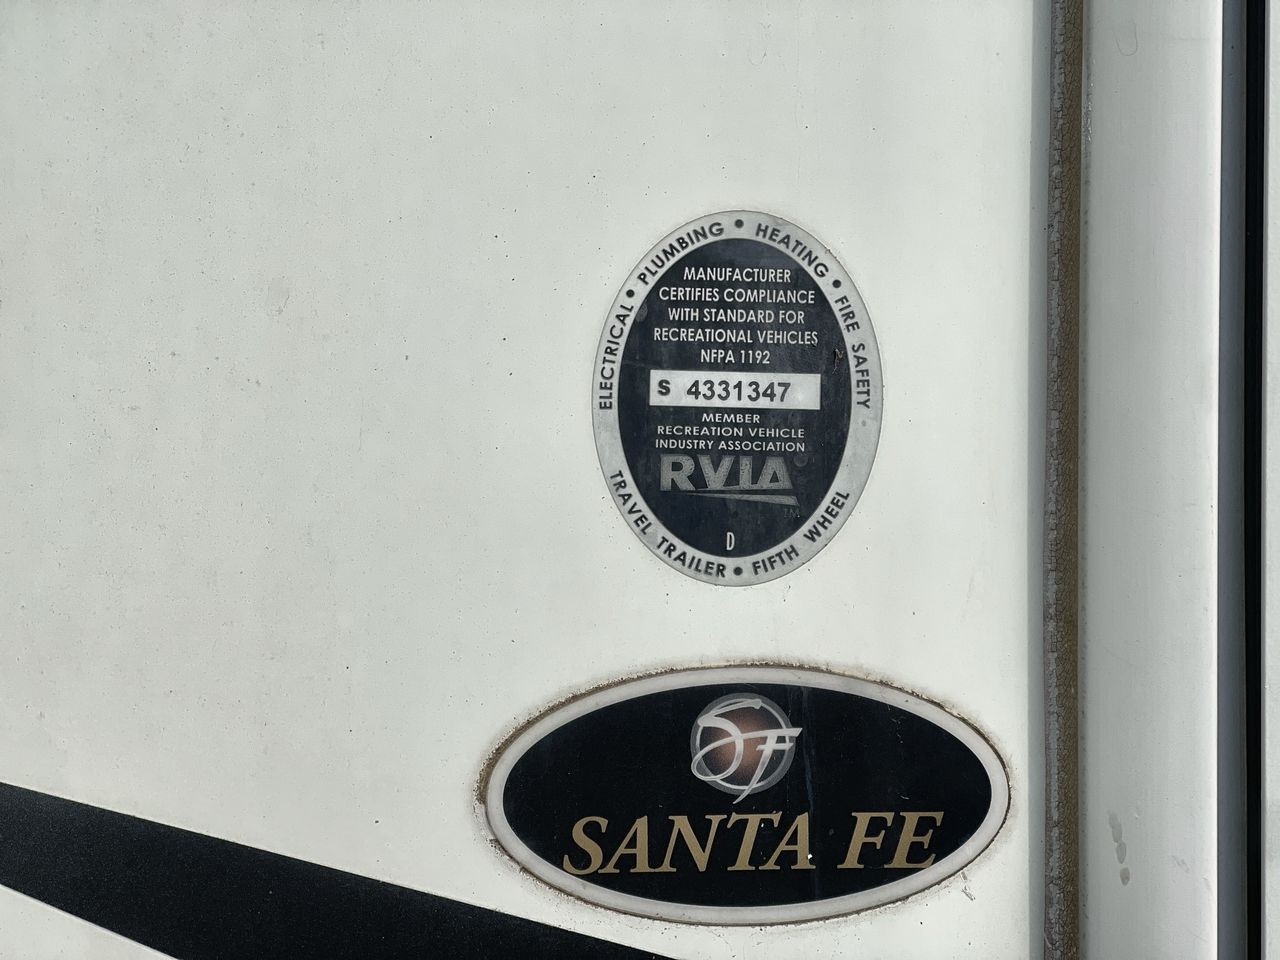 ELECTRICAL • PLUMBING • HEATING • FIRE SAFETY
MANUFACTURER
CERTIFIES COMPLIANCE
WITH STANDARD FOR
RECREATIONAL VEHICLES
NFPA 1192
S 4331347
MEMBER
RECREATION VEHICLE
INDUSTRY ASSOCIATION
RVIA
TM
D
TRAVEL TRAILER • FIFTH WHEEL
SF
SANTA FE